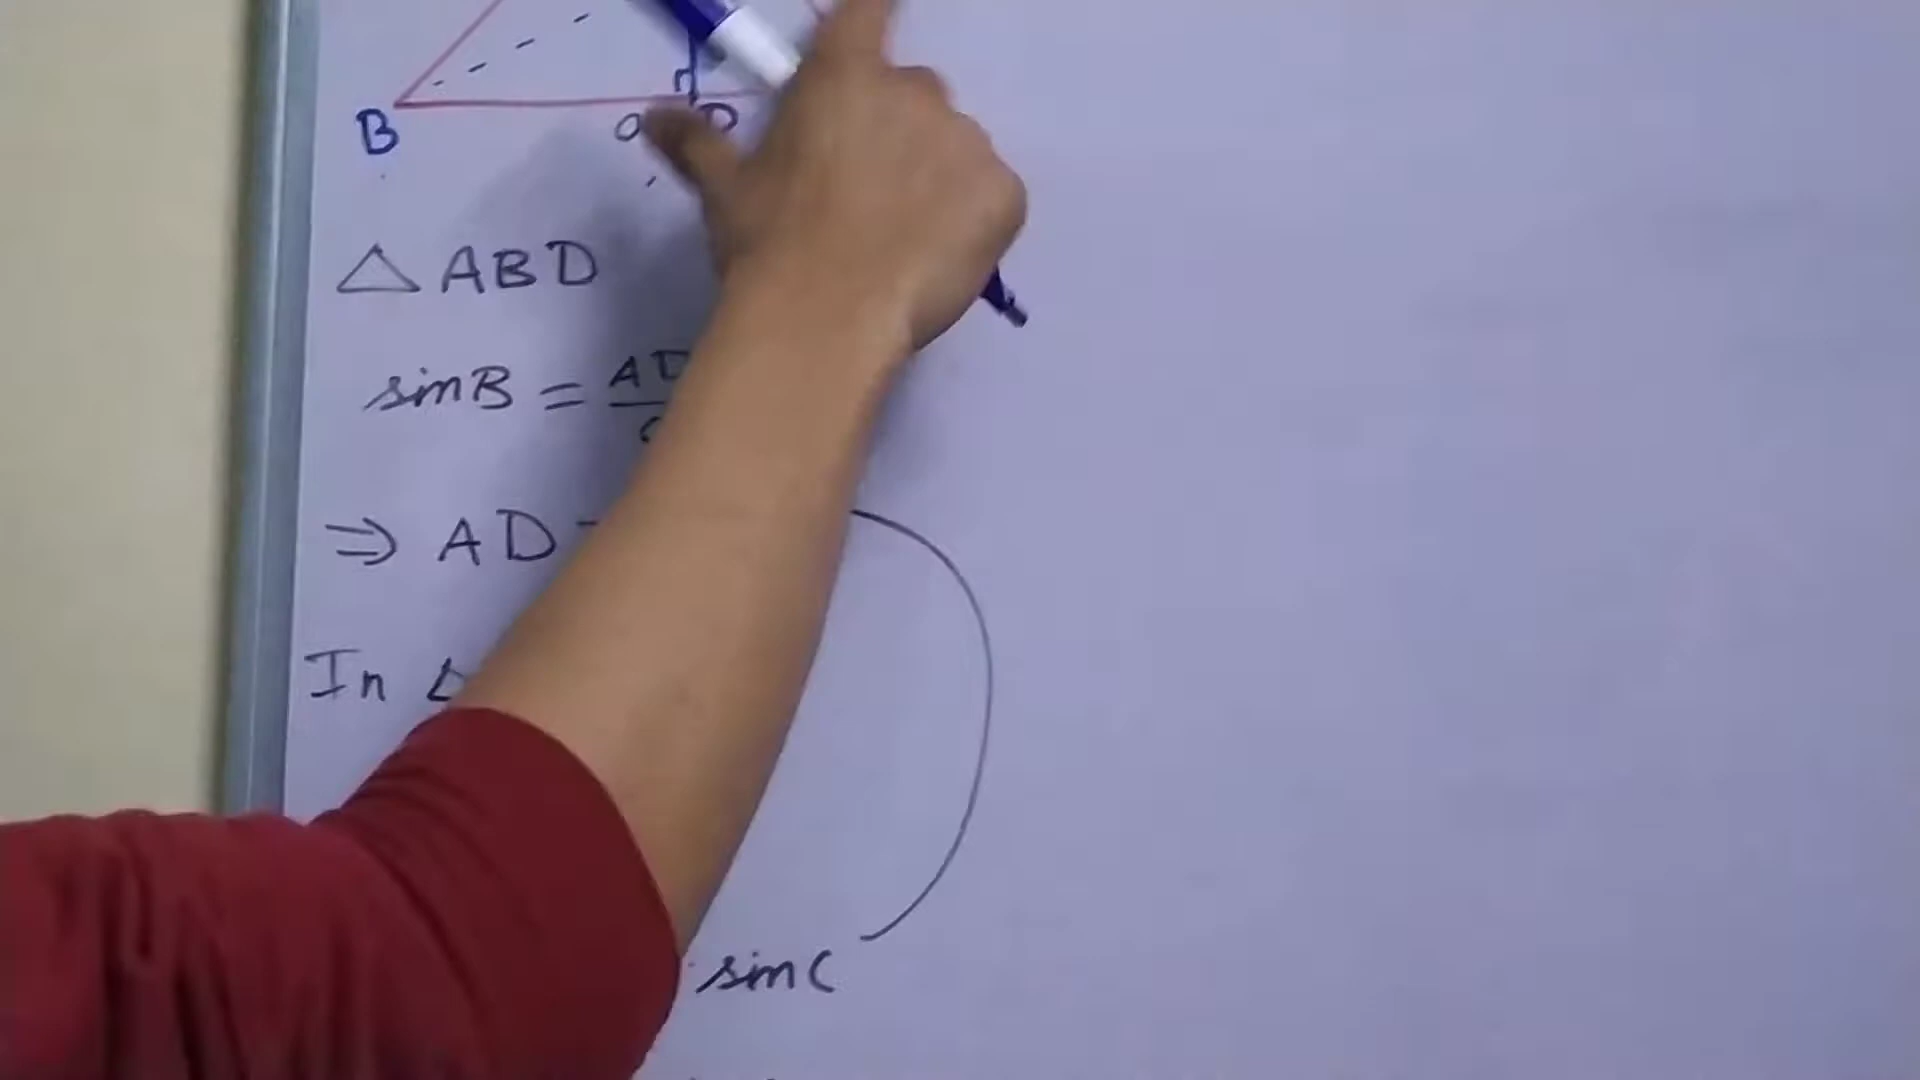 B a D
△ ABD
sinB = AD
⇒ AD =
In △
sinC